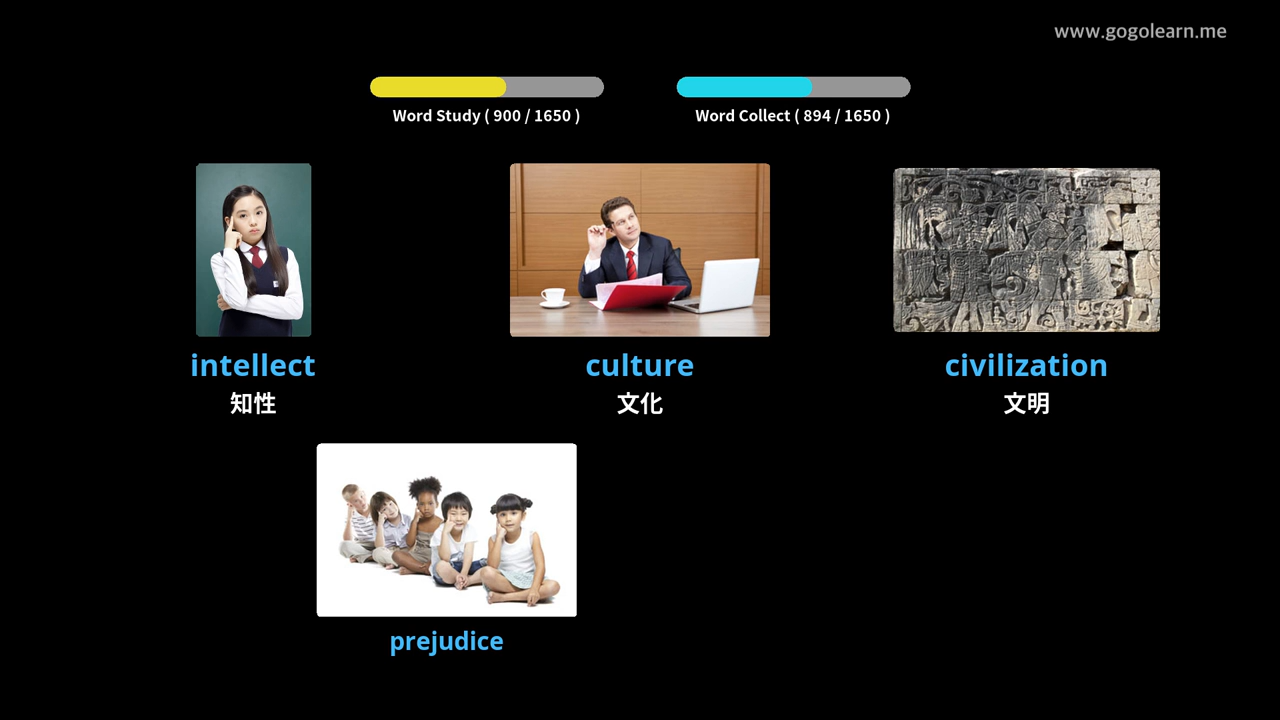 www.gogolearn.me
Word Study ( 900 / 1650 )
Word Collect ( 894 / 1650 )
intellect
culture
civilization
知性
文化
文明
prejudice